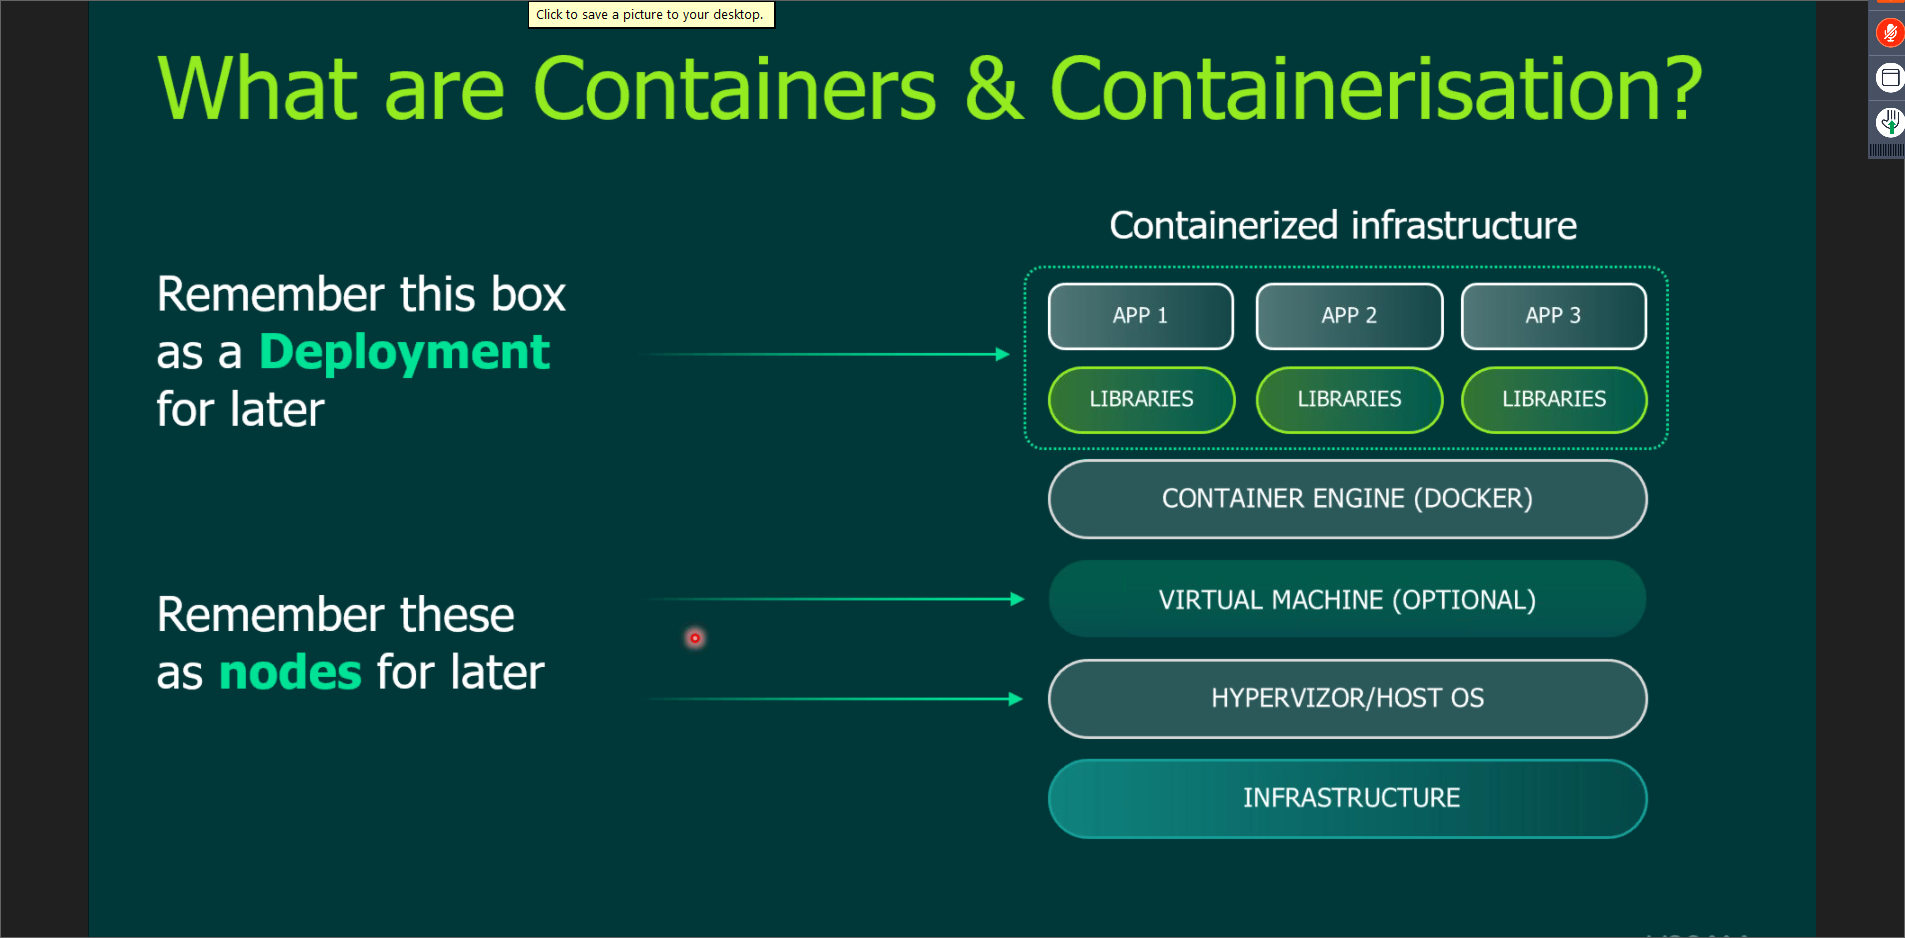 Click to save a picture to your desktop.
What are Containers & Containerisation?
Containerized infrastructure
Remember this box
as a Deployment
for later
APP 1
APP 2
APP 3
LIBRARIES
LIBRARIES
LIBRARIES
CONTAINER ENGINE (DOCKER)
Remember these
as nodes for later
VIRTUAL MACHINE (OPTIONAL)
HYPERVIZOR/HOST OS
INFRASTRUCTURE